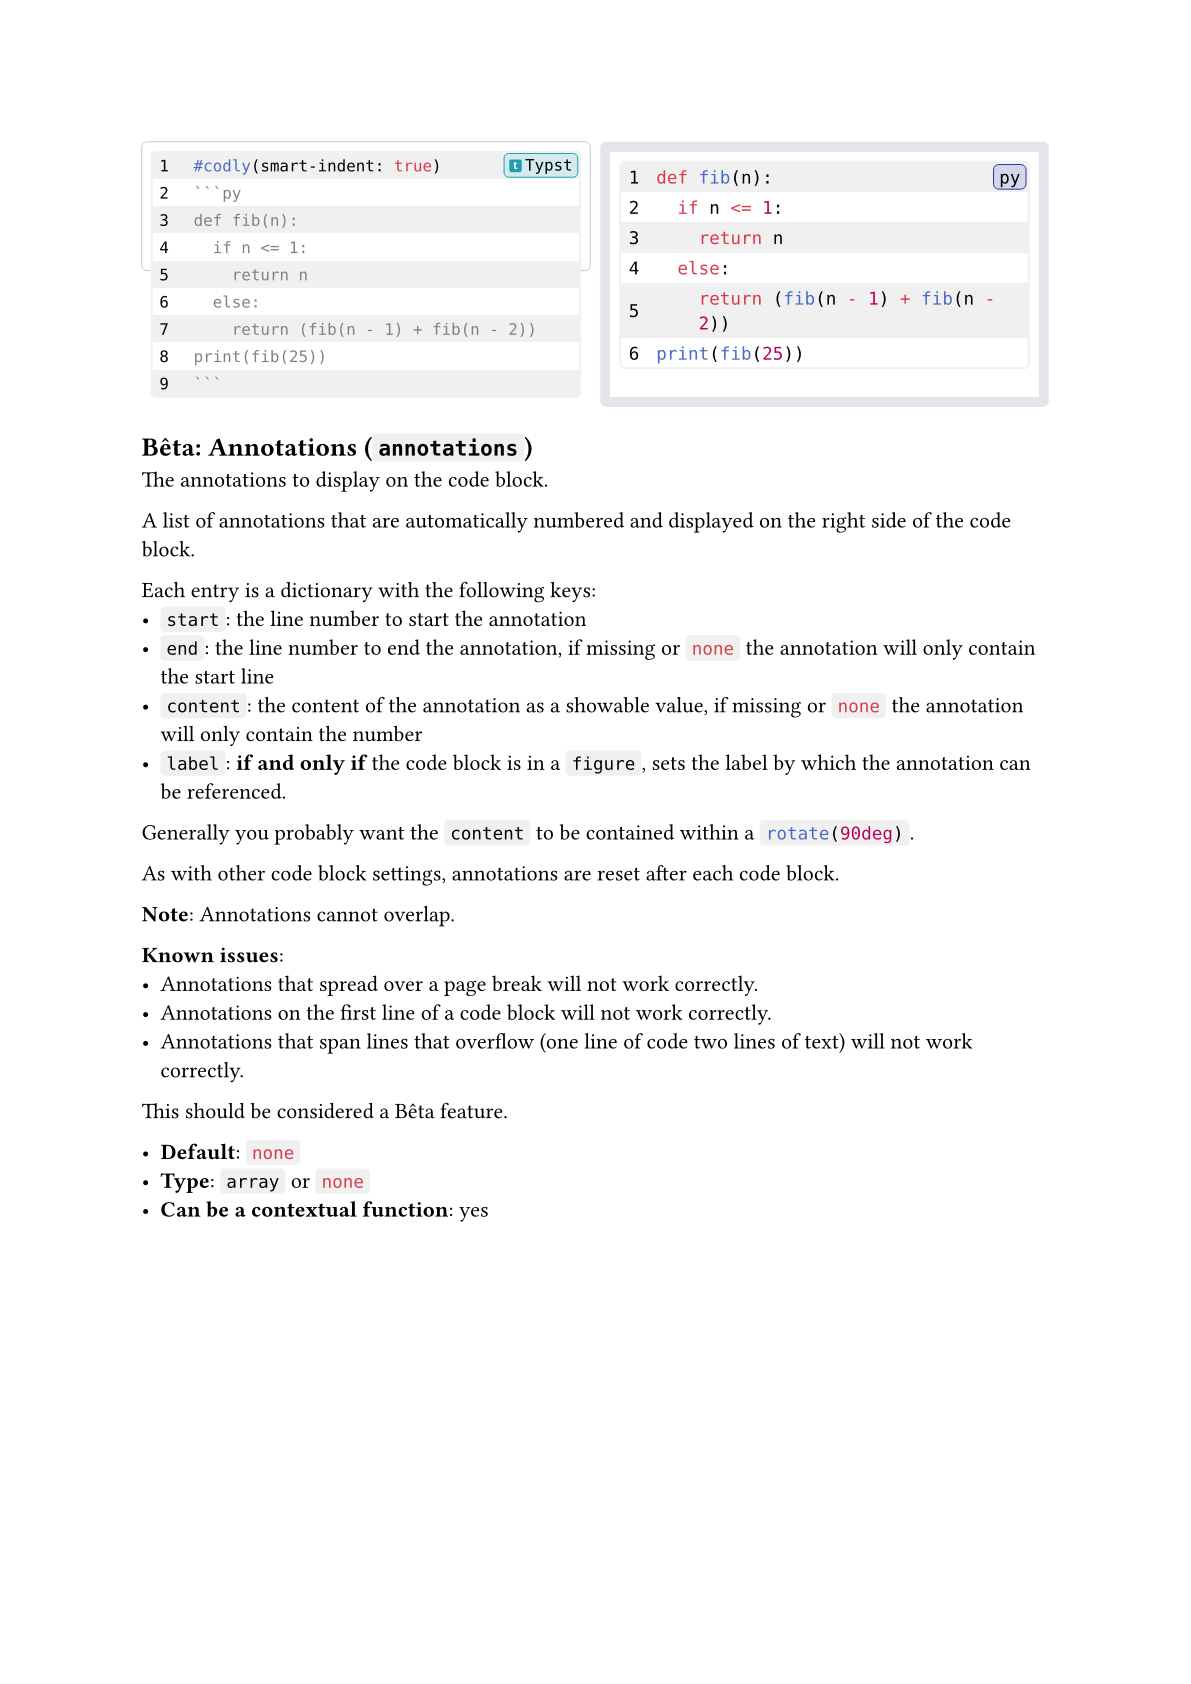 1 #codly(smart-indent: true) t Typst
2 ```py
3 def fib(n):
4   if n <= 1:
5     return n
6   else:
7     return (fib(n - 1) + fib(n - 2))
8 print(fib(25))
9 ```
1 def fib(n): py
2   if n <= 1:
3     return n
4   else:
5     return (fib(n - 1) + fib(n -
2))
6 print(fib(25))
Bêta: Annotations ( annotations )
The annotations to display on the code block.
A list of annotations that are automatically numbered and displayed on the right side of the code
block.
Each entry is a dictionary with the following keys:
• start : the line number to start the annotation
• end : the line number to end the annotation, if missing or none the annotation will only contain
the start line
• content : the content of the annotation as a showable value, if missing or none the annotation
will only contain the number
• label : if and only if the code block is in a figure , sets the label by which the annotation can
be referenced.
Generally you probably want the content to be contained within a rotate(90deg) .
As with other code block settings, annotations are reset after each code block.
Note: Annotations cannot overlap.
Known issues:
• Annotations that spread over a page break will not work correctly.
• Annotations on the first line of a code block will not work correctly.
• Annotations that span lines that overflow (one line of code two lines of text) will not work
correctly.
This should be considered a Bêta feature.
• Default: none
• Type: array or none
• Can be a contextual function: yes